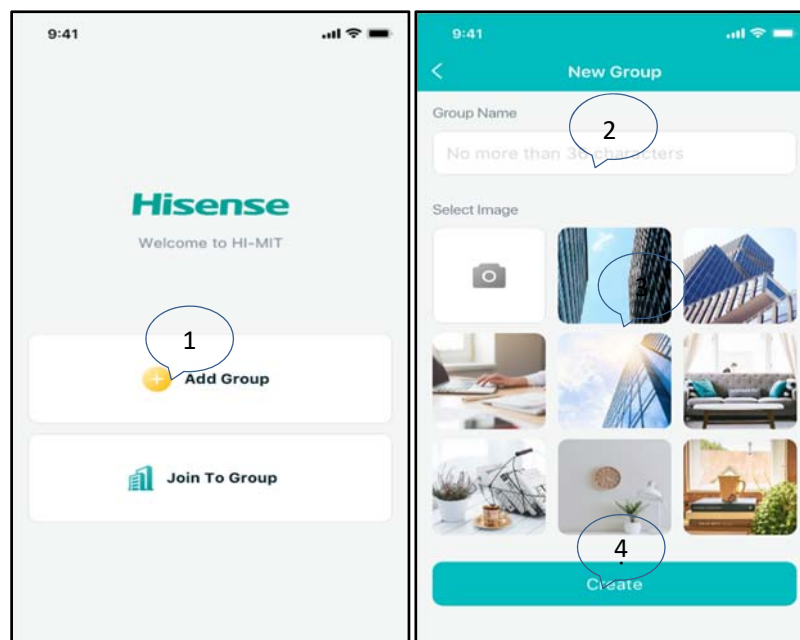 9:41
Hisense
Welcome to HI-MIT
1
Add Group
Join To Group
9:41
New Group
Group Name
2
No more than 30 characters
Select Image
3
4
Create